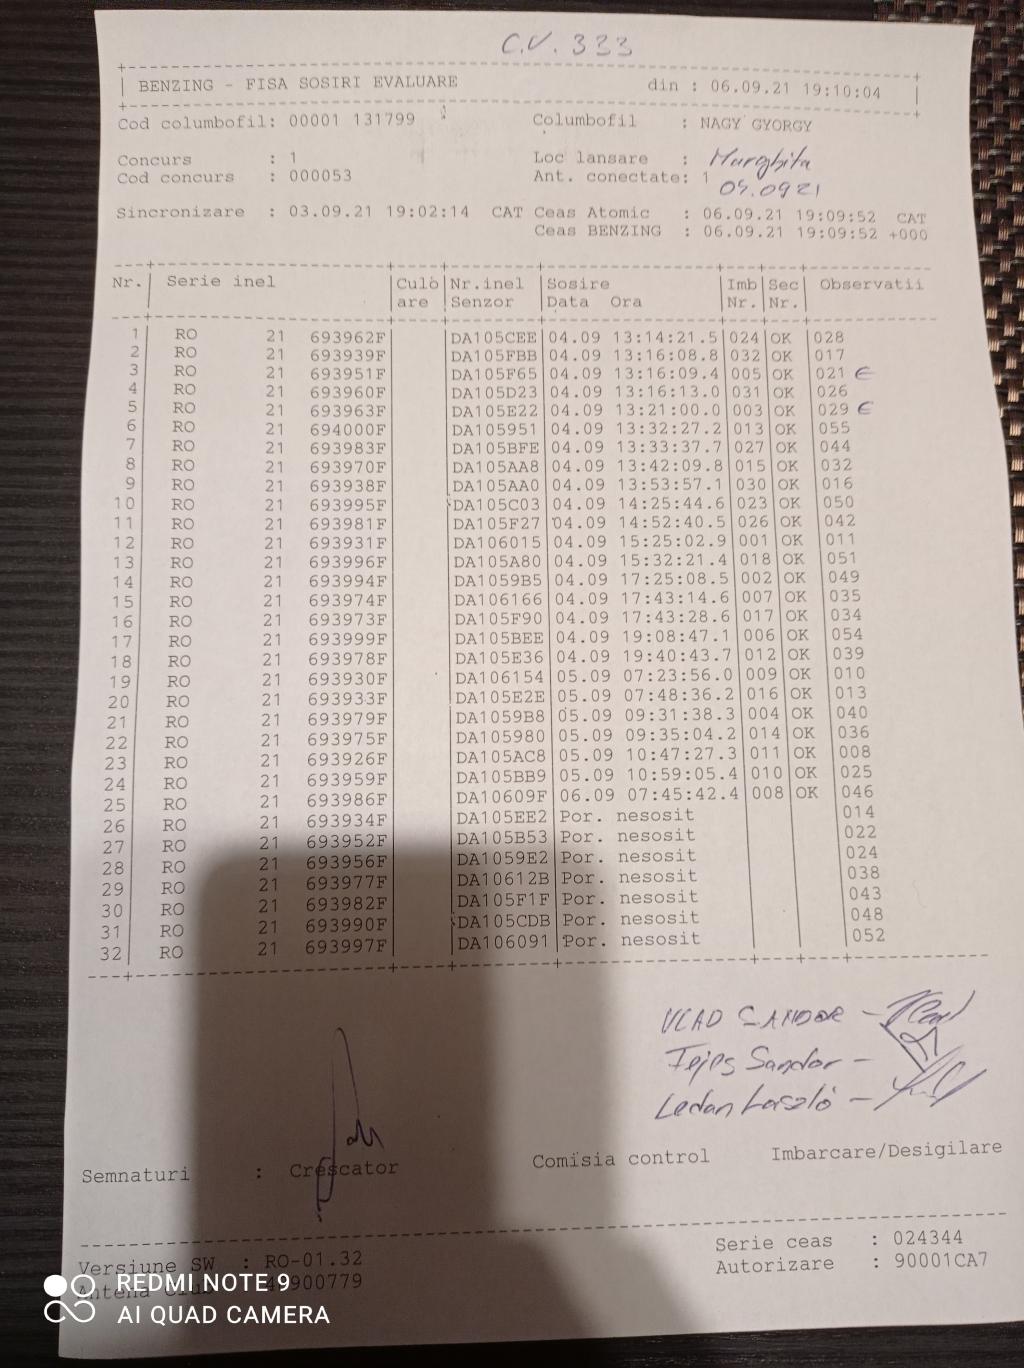 C.V. 333
BENZING - FISA SOSIRI EVALUARE din : 06.09.21 19:10:04
Cod columbofil: 00001 131799 Columbofil : NAGY GYORGY
Concurs : 1 Loc lansare : Murghita
Cod concurs : 000053 Ant. conectate: 1
04.0921
Sincronizare : 03.09.21 19:02:14 CAT Ceas Atomic : 06.09.21 19:09:52 CAT
Ceas BENZING : 06.09.21 19:09:52 +000
Nr. Serie inel Culo Nr.inel Sosire Imb Sec Observatii
are Senzor Data Ora Nr. Nr.
1 RO 21 693962F DA105CEE 04.09 13:14:21.5 024 OK 028
2 RO 21 693939F DA105FBB 04.09 13:16:08.8 032 OK 017
3 RO 21 693951F DA105F65 04.09 13:16:09.4 005 OK 021 €
4 RO 21 693960F DA105D23 04.09 13:16:13.0 031 OK 026
5 RO 21 693963F DA105E22 04.09 13:21:00.0 003 OK 029 €
6 RO 21 694000F DA105951 04.09 13:32:27.2 013 OK 055
7 RO 21 693983F DA105BFE 04.09 13:33:37.7 027 OK 044
8 RO 21 693970F DA105AA8 04.09 13:42:09.8 015 OK 032
9 RO 21 693938F DA105AA0 04.09 13:53:57.1 030 OK 016
10 RO 21 693995F DA105C03 04.09 14:25:44.6 023 OK 050
11 RO 21 693981F DA105F27 04.09 14:52:40.5 026 OK 042
12 RO 21 693931F DA106015 04.09 15:25:02.9 001 OK 011
13 RO 21 693996F DA105A80 04.09 15:32:21.4 018 OK 051
14 RO 21 693994F DA1059B5 04.09 17:25:08.5 002 OK 049
15 RO 21 693974F DA106166 04.09 17:43:14.6 007 OK 035
16 RO 21 693973F DA105F90 04.09 17:43:28.6 017 OK 034
17 RO 21 693999F DA105BEE 04.09 19:08:47.1 006 OK 054
18 RO 21 693978F DA105E36 04.09 19:40:43.7 012 OK 039
19 RO 21 693930F DA106154 05.09 07:23:56.0 009 OK 010
20 RO 21 693933F DA105E2E 05.09 07:48:36.2 016 OK 013
21 RO 21 693979F DA1059B8 05.09 09:31:38.3 004 OK 040
22 RO 21 693975F DA105980 05.09 09:35:04.2 014 OK 036
23 RO 21 693926F DA105AC8 05.09 10:47:27.3 011 OK 008
24 RO 21 693959F DA105BB9 05.09 10:59:05.4 010 OK 025
25 RO 21 693986F DA10609F 06.09 07:45:42.4 008 OK 046
26 RO 21 693934F DA105EE2 Por. nesosit 014
27 RO 21 693952F DA105B53 Por. nesosit 022
28 RO 21 693956F DA1059E2 Por. nesosit 024
29 RO 21 693977F DA10612B Por. nesosit 038
30 RO 21 693982F DA105F1F Por. nesosit 043
31 RO 21 693990F DA105CDB Por. nesosit 048
32 RO 21 693997F DA106091 Por. nesosit 052
VLAD SANDOR -
Fejes Sandor -
Ledan László -
Semnaturi : Crescator Comisia control Imbarcare/Desigilare
Versiune SW : RO-01.32 Serie ceas : 024344
Antena Club 900779 Autorizare : 90001CA7
REDMI NOTE 9
AI QUAD CAMERA